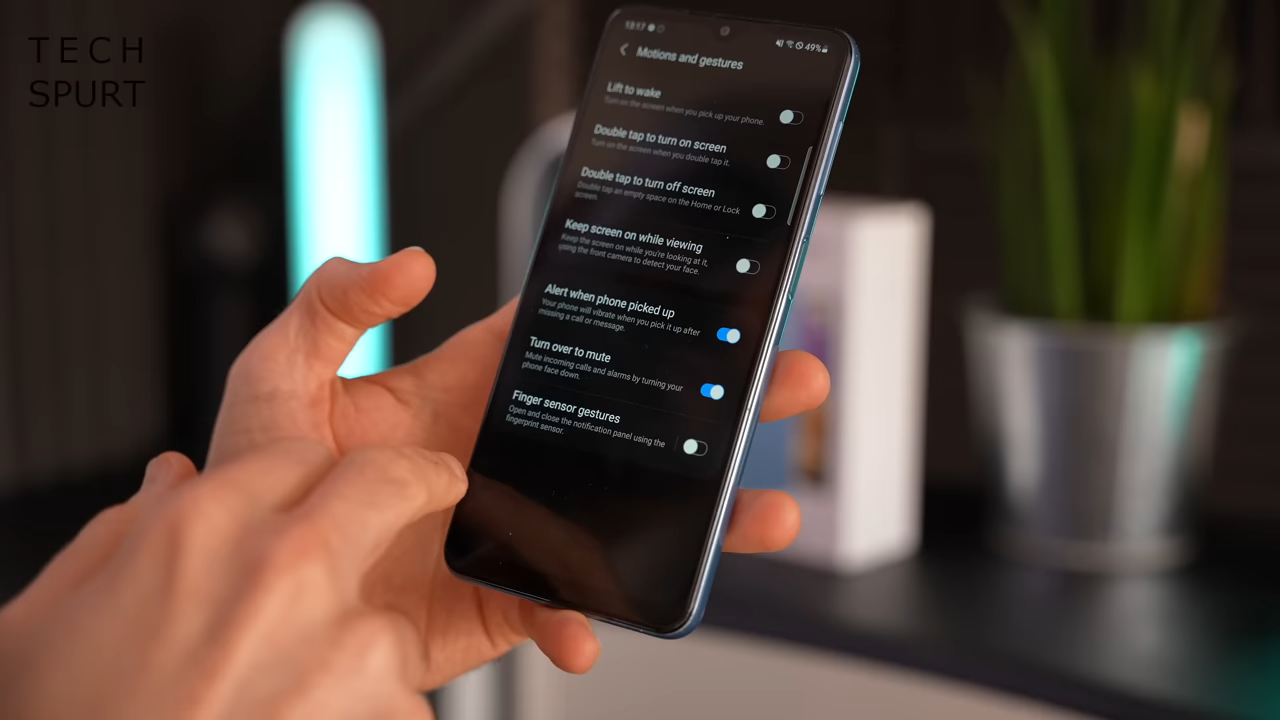 TECH
SPURT
13:17
49%
Motions and gestures
Lift to wake
Turn on the screen when you pick up your phone.
Double tap to turn on screen
Turn on the screen when you double tap it.
Double tap to turn off screen
Double tap an empty space on the Home or Lock
screen.
Keep screen on while viewing
Keep the screen on while you're looking at it,
using the front camera to detect your face.
Alert when phone picked up
Your phone will vibrate when you pick it up after
missing a call or message.
Turn over to mute
Mute incoming calls and alarms by turning your
phone face down.
Finger sensor gestures
Open and close the notification panel using the
fingerprint sensor.